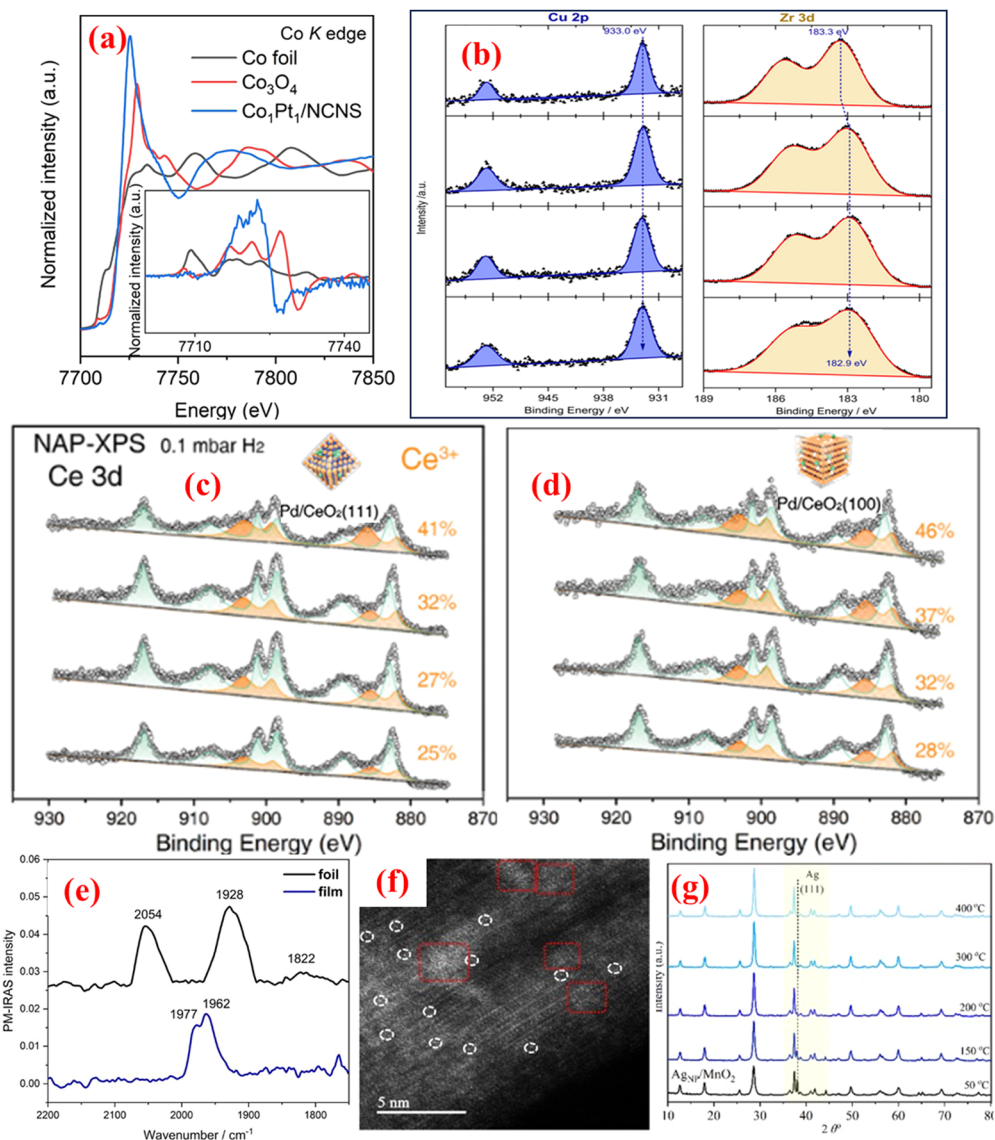 (a)
Co K edge
Co foil
Co3O4
Co1Pt1/NCNS
Normalized intensity (a.u.)
Normalized intensity (a.u.)
7710 7740
7700 7750 7800 7850
Energy (eV)
(b)
Cu 2p
Zr 3d
933.0 eV
183.3 eV
182.9 eV
Intensity /a.u.
952 945 938 931
Binding Energy / eV
189 186 183 180
Binding Energy / eV
NAP-XPS 0.1 mbar H2
Ce 3d
(c)
Ce3+
Pd/CeO2(111)
41%
32%
27%
25%
930 920 910 900 890 880 870
Binding Energy (eV)
(d)
Pd/CeO2(100)
46%
37%
32%
28%
930 920 910 900 890 880 870
Binding Energy (eV)
(e)
foil
film
2054
1928
1822
1977
1962
PM-IRAS intensity
0.06
0.05
0.04
0.03
0.02
0.01
0.00
2200 2100 2000 1900 1800
Wavenumber / cm-1
(f)
5 nm
(g)
Ag
(111)
400 °C
300 °C
200 °C
150 °C
50 °C
AgNP/MnO2
Intensity (a.u.)
10 20 30 40 50 60 70 80
2 θ°